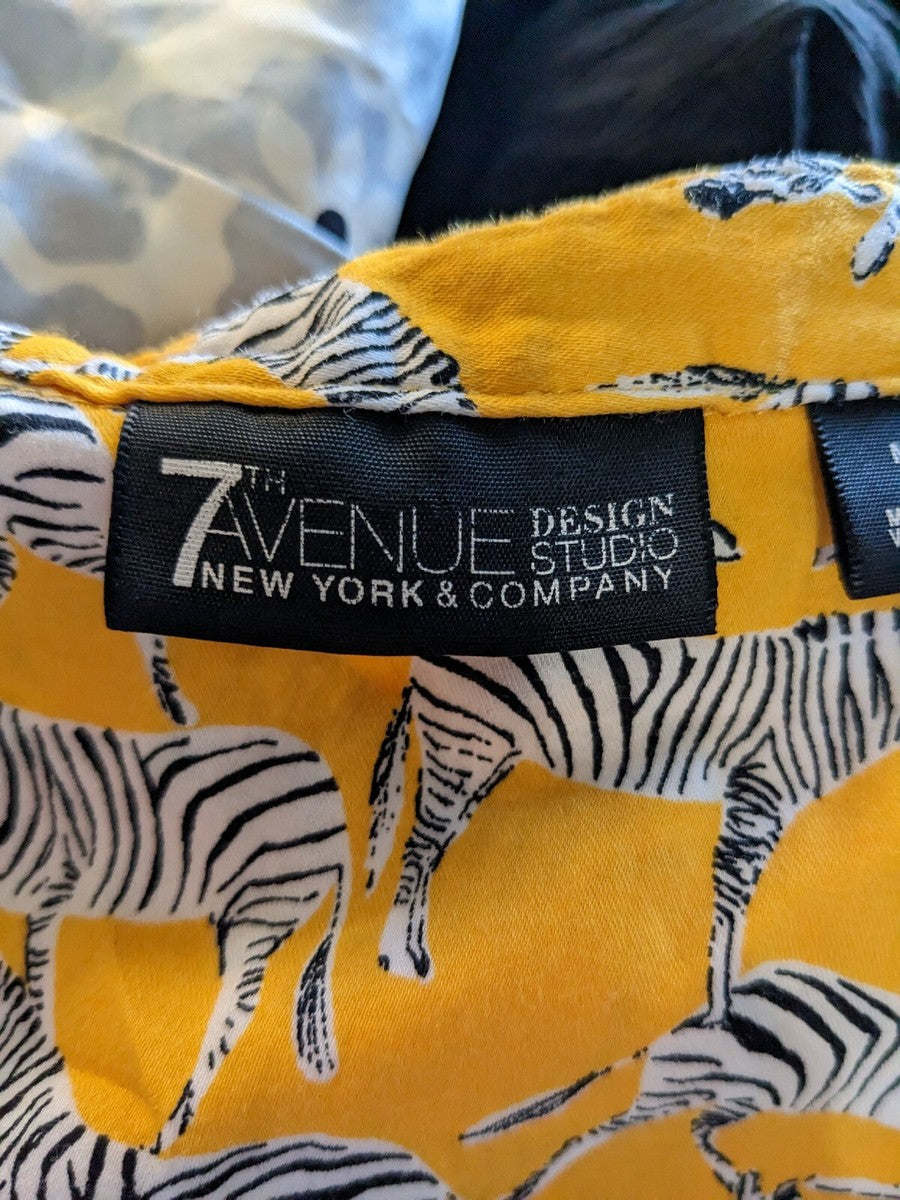 7TH
AVENUE DESIGN
STUDIO
NEW YORK & COMPANY